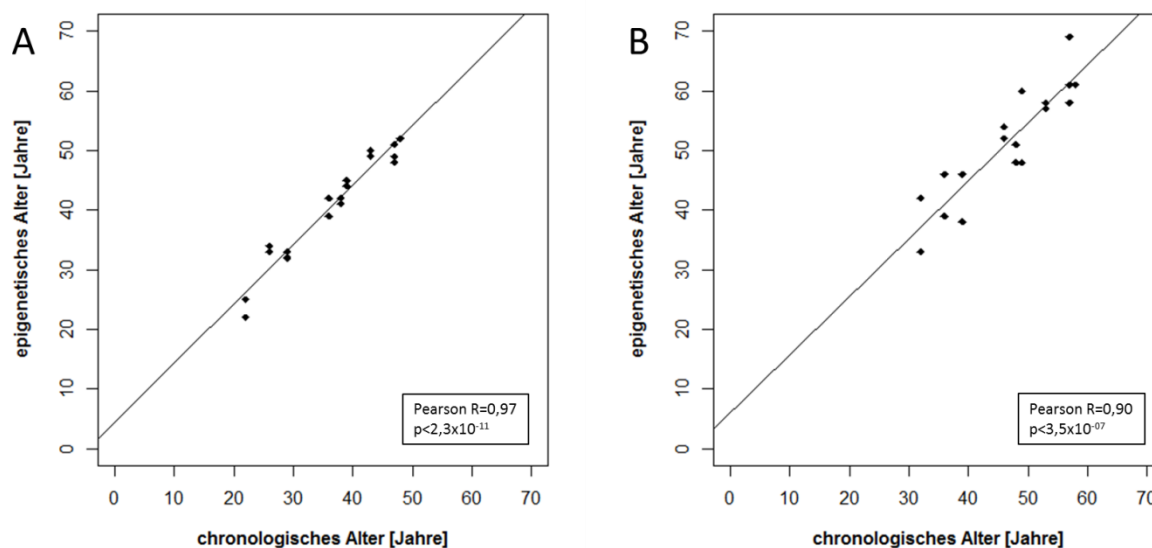 A
epigenetisches Alter [Jahre]
70
60
50
40
30
20
10
0
Pearson R=0,97
p<2,3x10⁻¹¹
0 10 20 30 40 50 60 70
chronologisches Alter [Jahre]
B
epigenetisches Alter [Jahre]
70
60
50
40
30
20
10
0
Pearson R=0,90
p<3,5x10⁻⁰⁷
0 10 20 30 40 50 60 70
chronologisches Alter [Jahre]